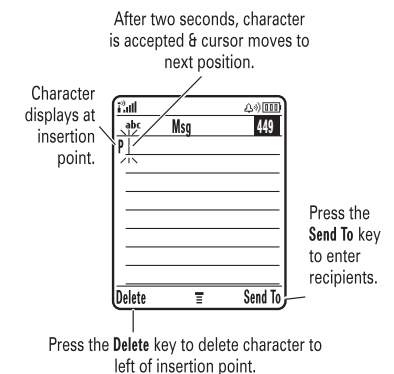 After two seconds, character
is accepted & cursor moves to
next position.
Character
displays at
insertion
point.
abc Msg 449
P
Press the
Send To key
to enter
recipients.
Delete Send To
Press the Delete key to delete character to
left of insertion point.